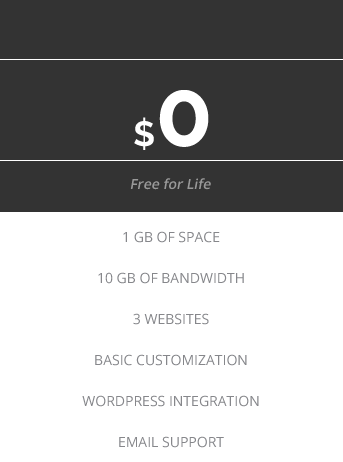 $0
Free for Life
1 GB OF SPACE
10 GB OF BANDWIDTH
3 WEBSITES
BASIC CUSTOMIZATION
WORDPRESS INTEGRATION
EMAIL SUPPORT